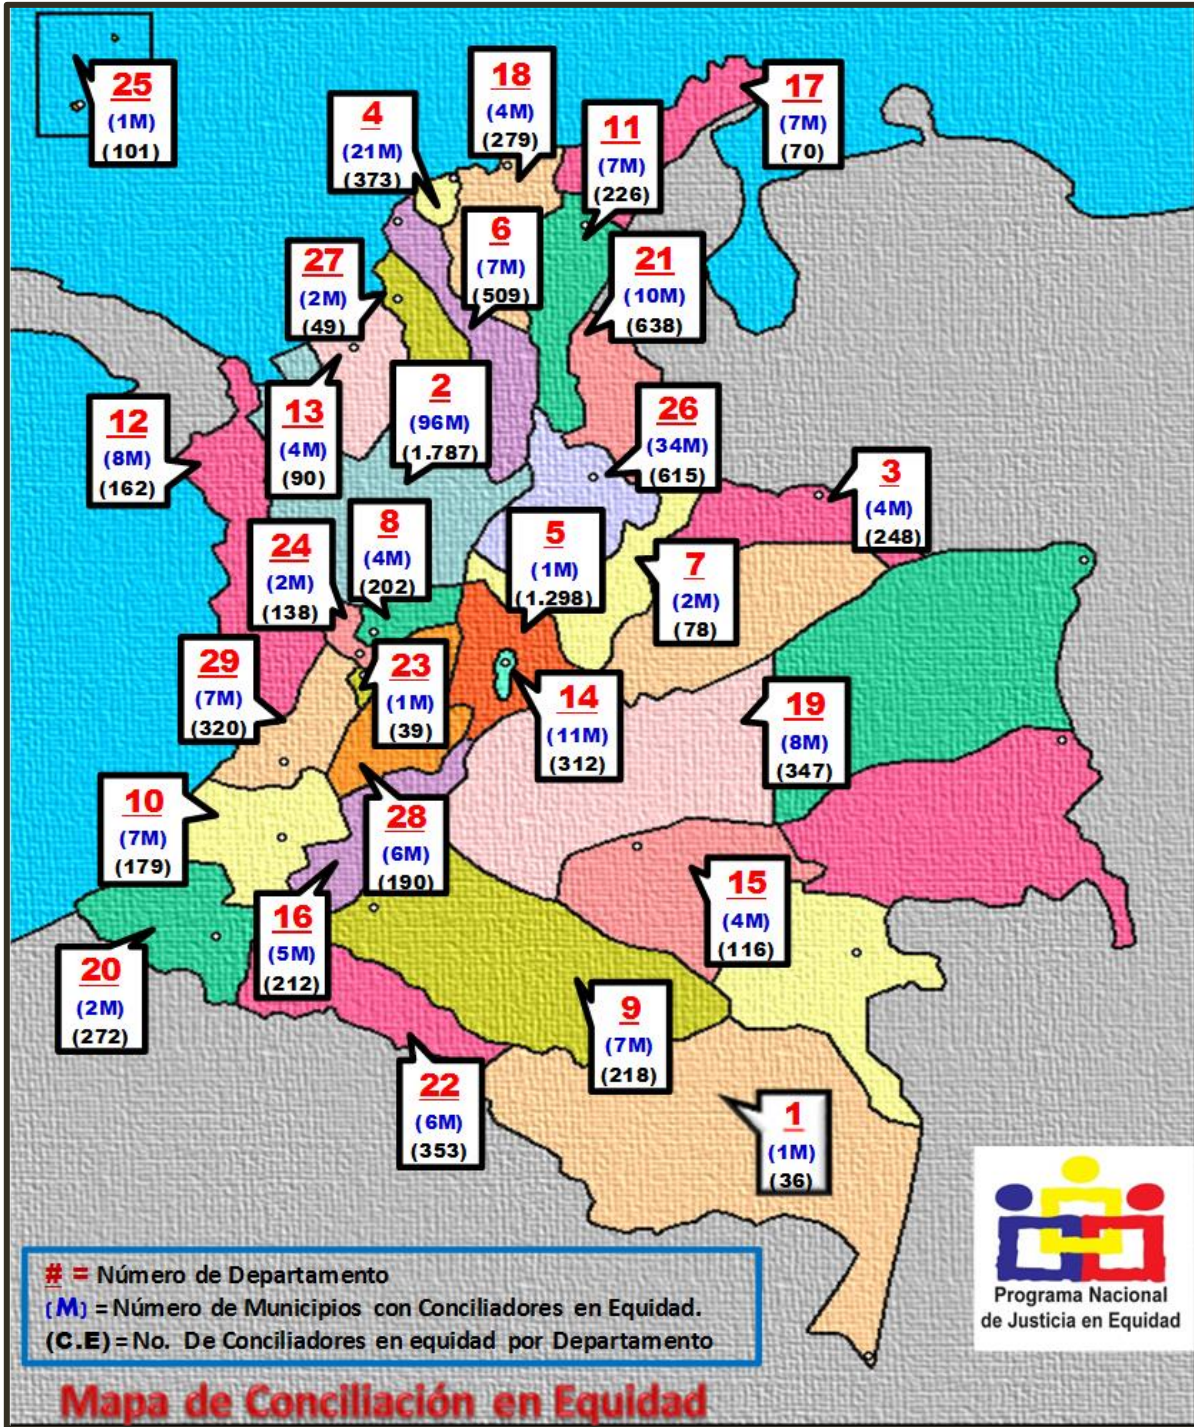 25
(1M)
(101)
4
(21M)
(373)
18
(4M)
(279)
11
(7M)
(226)
17
(7M)
(70)
27
(2M)
(49)
6
(7M)
(509)
21
(10M)
(638)
12
(8M)
(162)
13
(4M)
(90)
2
(96M)
(1.787)
26
(34M)
(615)
3
(4M)
(248)
24
(2M)
(138)
8
(4M)
(202)
5
(1M)
(1.298)
7
(2M)
(78)
29
(7M)
(320)
23
(1M)
(39)
14
(11M)
(312)
19
(8M)
(347)
10
(7M)
(179)
28
(6M)
(190)
16
(5M)
(212)
15
(4M)
(116)
20
(2M)
(272)
22
(6M)
(353)
9
(7M)
(218)
1
(1M)
(36)
# = Número de Departamento
(M) = Número de Municipios con Conciliadores en Equidad.
(C.E) = No. De Conciliadores en equidad por Departamento
Programa Nacional
de Justicia en Equidad
Mapa de Conciliación en Equidad